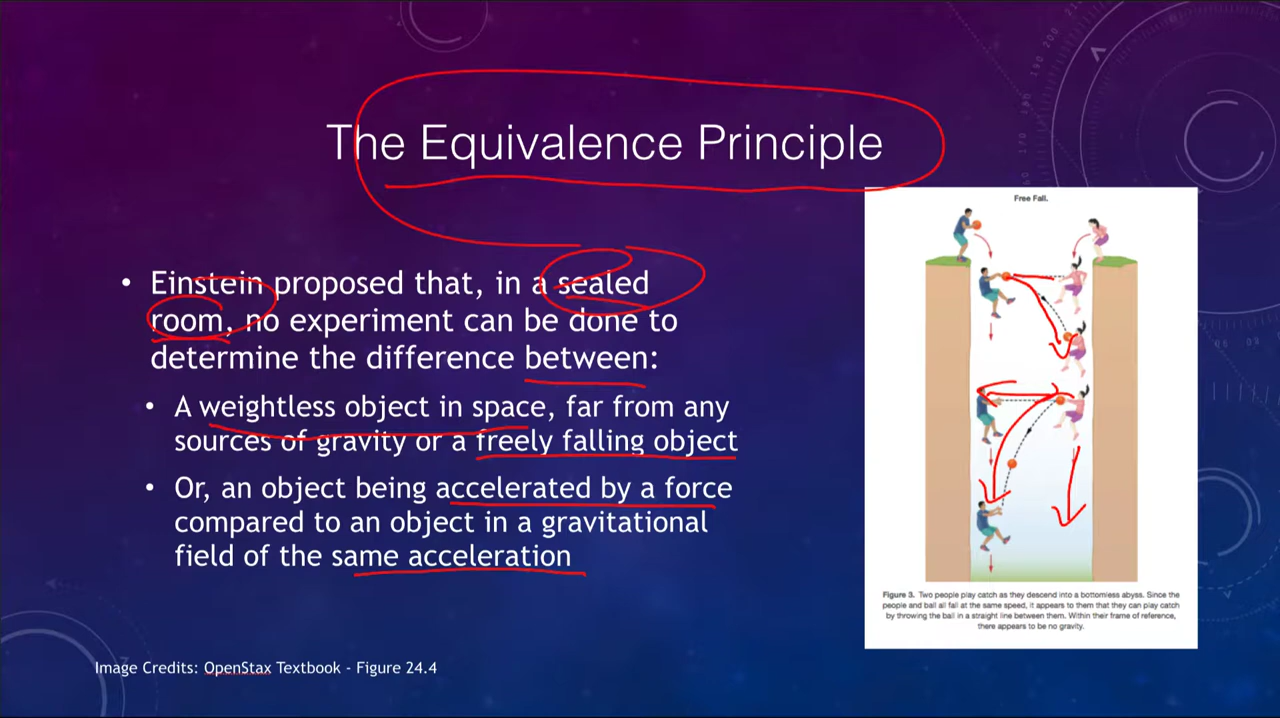 The Equivalence Principle
Free Fall.
• Einstein proposed that, in a sealed
room, no experiment can be done to
determine the difference between:
• A weightless object in space, far from any
sources of gravity or a freely falling object
• Or, an object being accelerated by a force
compared to an object in a gravitational
field of the same acceleration
Figure 3. Two people play catch as they descend into a bottomless abyss. Since the
people and ball all fall at the same speed, it appears to them that they can play catch
by throwing the ball in a straight line between them. Within their frame of reference,
there appears to be no gravity.
Image Credits: OpenStax Textbook - Figure 24.4